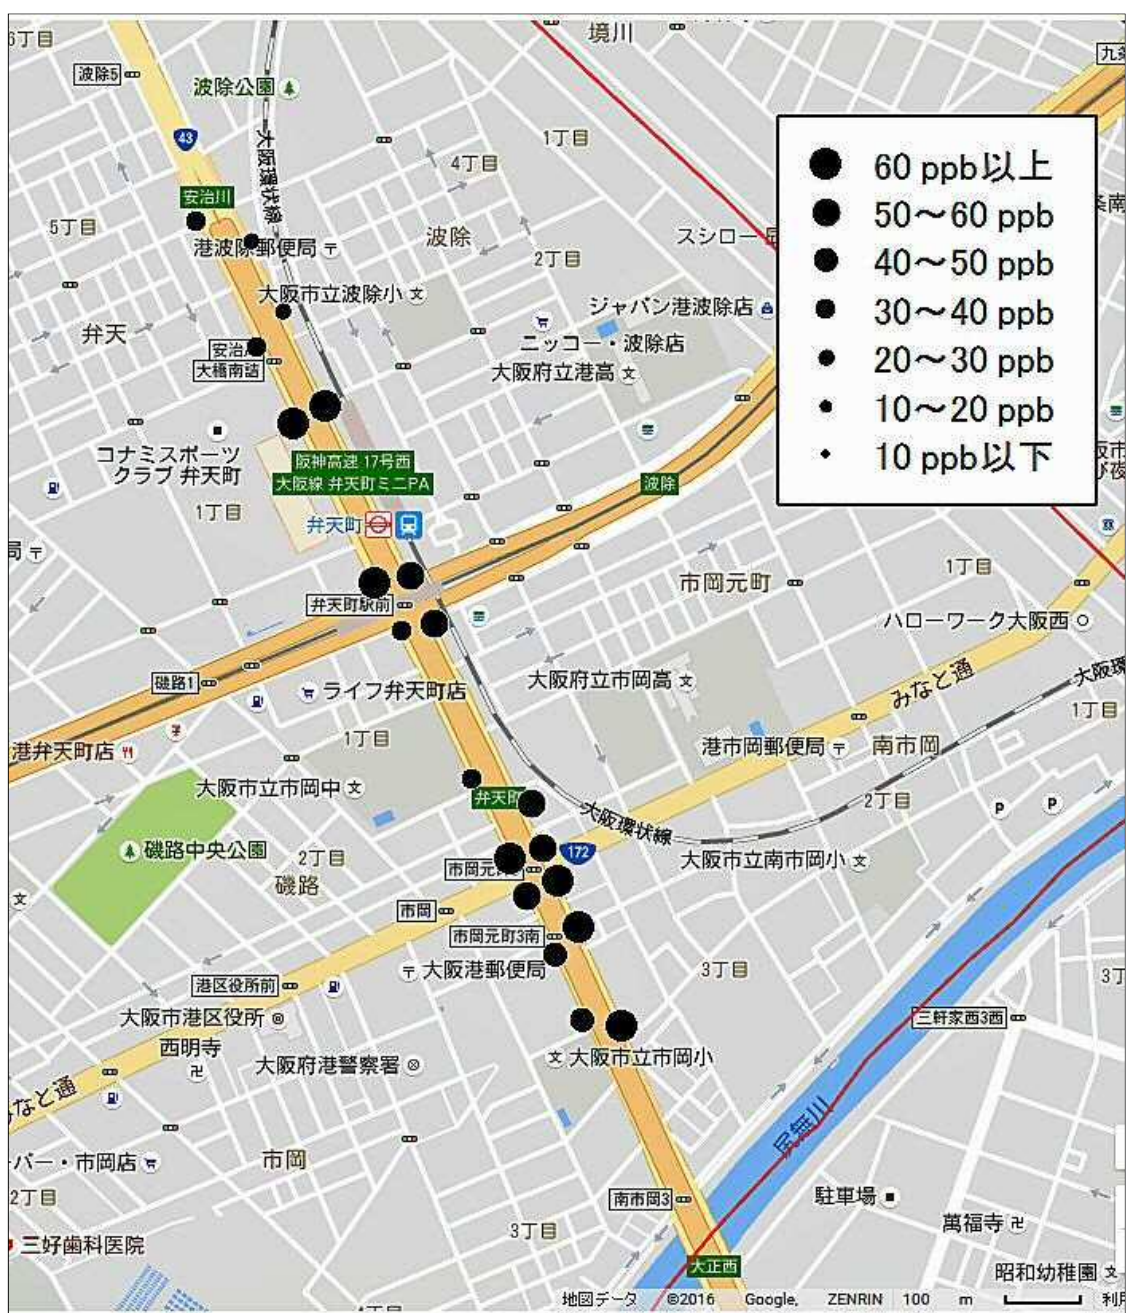 6丁目
境川
波除5
九条
波除公園
43
大阪環状線
1丁目
4丁目
安治川
5丁目
港波除郵便局
波除
スシロー
2丁目
大阪市立波除小
ジャパン港波除店
弁天
ニッコー・波除店
大橋南詰
大阪府立港高
60 ppb以上
50～60 ppb
40～50 ppb
30～40 ppb
20～30 ppb
10～20 ppb
10 ppb以下
条南
コナミスポーツ
クラブ 弁天町
阪神高速 17号西
大阪線 弁天町ミニPA
波除
1丁目
弁天町
局
市岡元町
1丁目
弁天町駅前
ハローワーク大阪西
磯路1
ライフ弁天町店
大阪府立市岡高
みなと通
大阪環
1丁目
港弁天町店
1丁目
港市岡郵便局
南市岡
大阪市立市岡中
弁天町
大阪環状線
2丁目
P
P
磯路中央公園
2丁目
172
大阪市立南市岡小
磯路
市岡
市岡元町3南
大阪港郵便局
3丁目
3丁
港区役所前
大阪市港区役所
三軒家西3西
西明寺
大阪府港警察署
大阪市立市岡小
なと通
尻無川
ーパー・市岡店
市岡
2丁目
南市岡3
駐車場
萬福寺
3丁目
三好歯科医院
大正西
昭和幼稚園
地図データ ©2016 Google, ZENRIN 100 m 利用